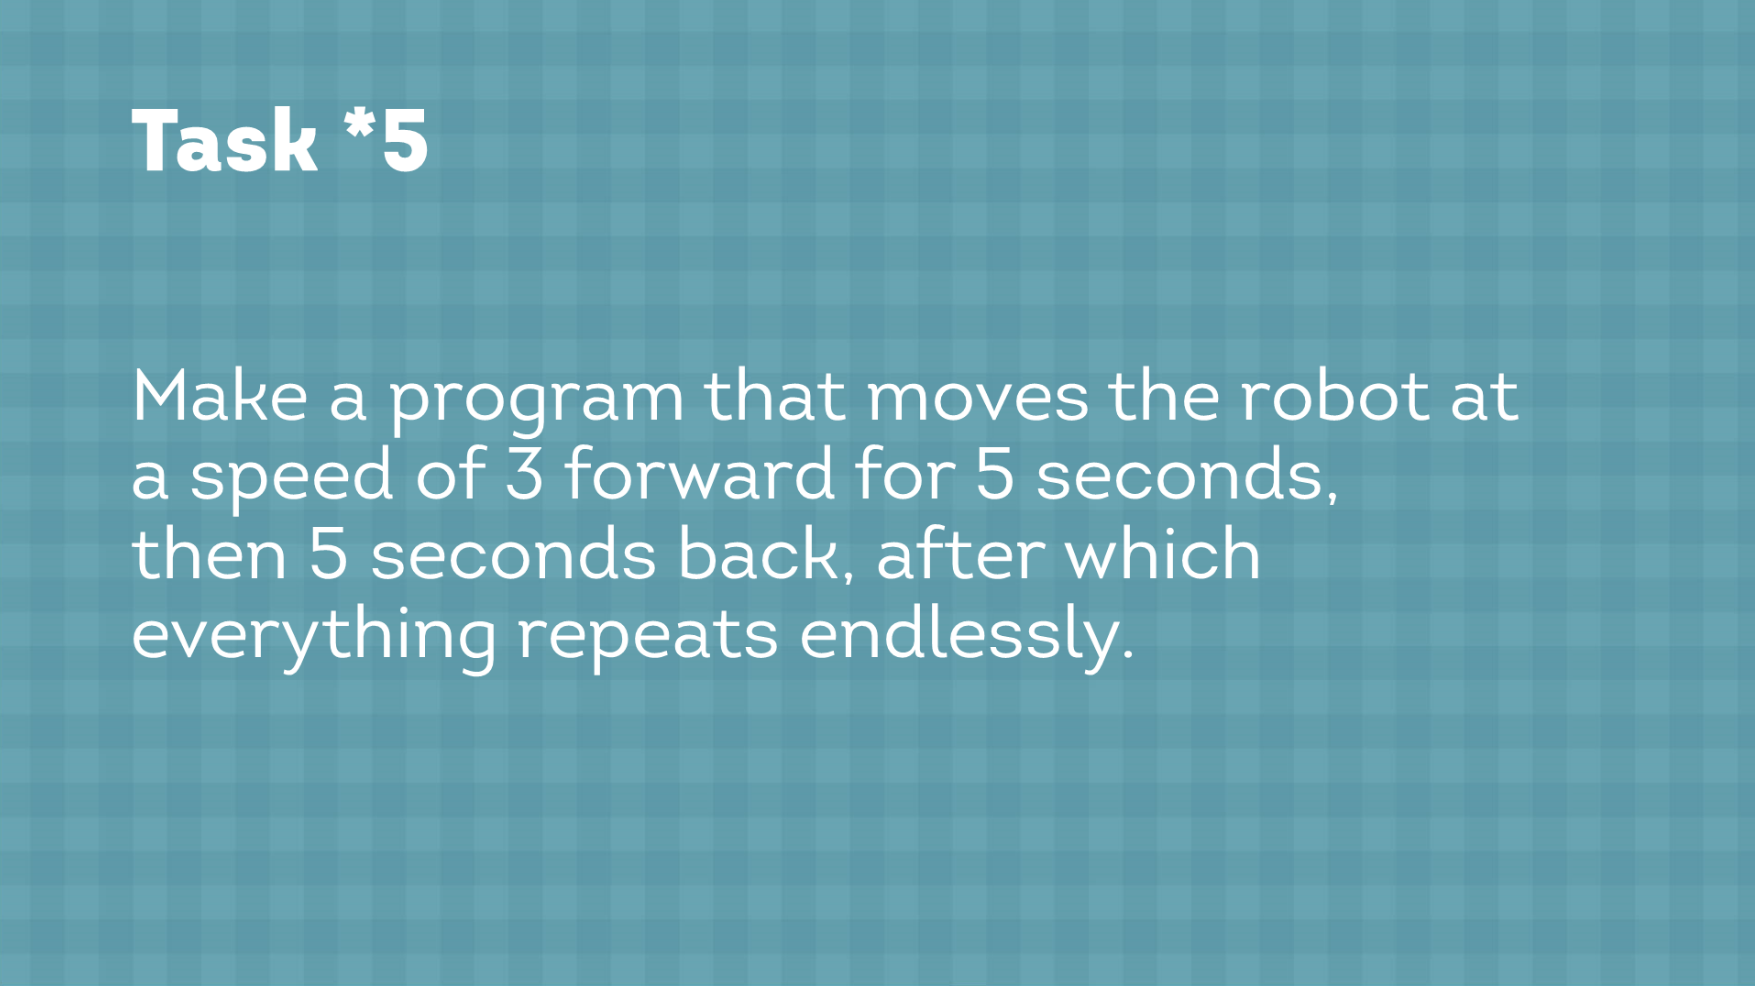 Task *5
Make a program that moves the robot at
a speed of 3 forward for 5 seconds,
then 5 seconds back, after which
everything repeats endlessly.